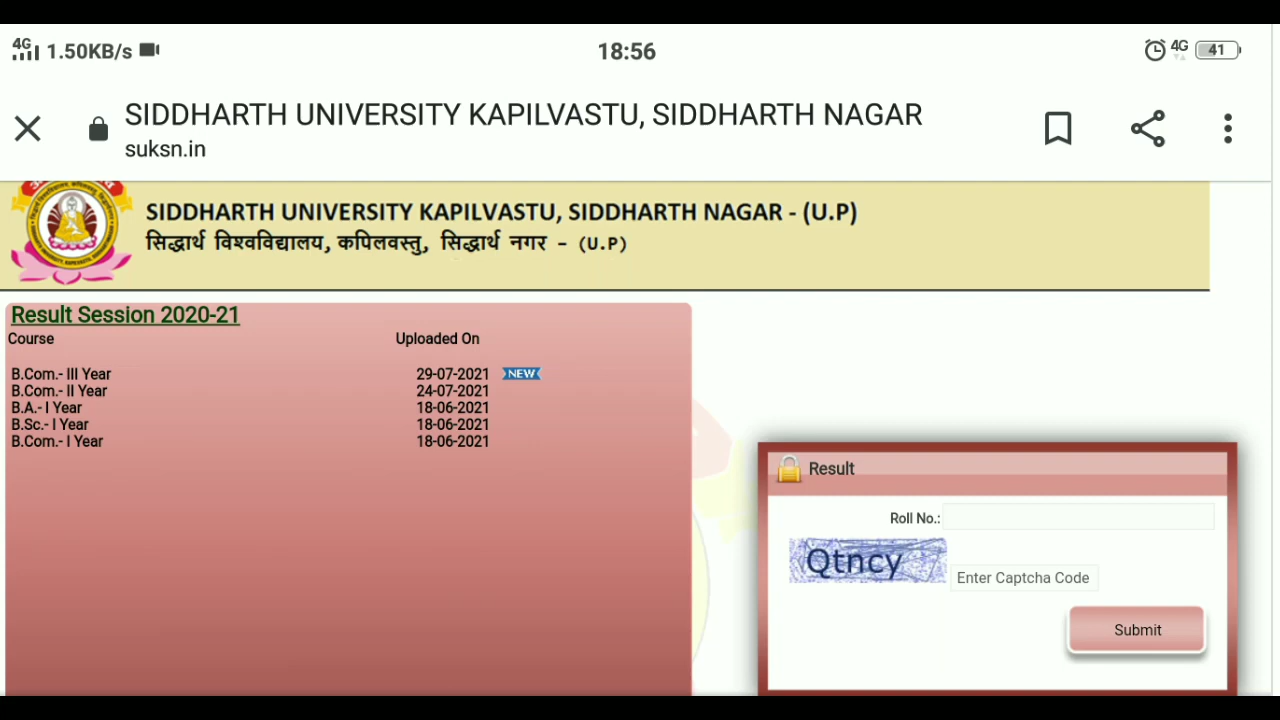 4G 1.50KB/s 18:56 4G 41
SIDDHARTH UNIVERSITY KAPILVASTU, SIDDHARTH NAGAR
suksn.in
SIDDHARTH UNIVERSITY KAPILVASTU, SIDDHARTH NAGAR - (U.P)
सिद्धार्थ विश्वविद्यालय, कपिलवस्तु, सिद्धार्थ नगर - (U.P)
Result Session 2020-21
Course Uploaded On
B.Com.- III Year 29-07-2021 NEW
B.Com.- II Year 24-07-2021
B.A.- I Year 18-06-2021
B.Sc.- I Year 18-06-2021
B.Com.- I Year 18-06-2021
Result
Roll No.:
Qtncy
Enter Captcha Code
Submit